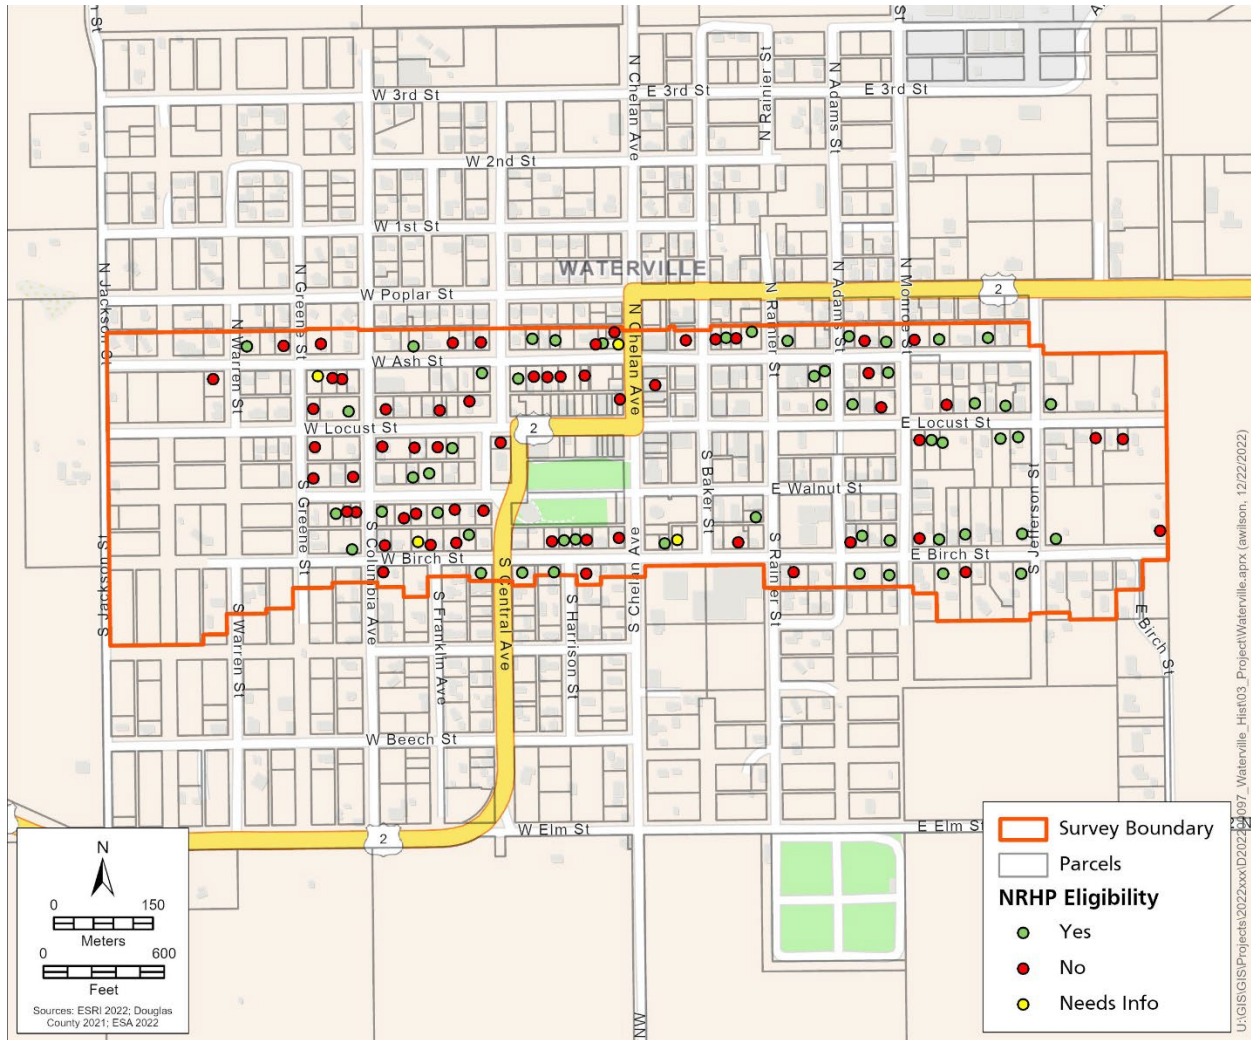 r St
St
A
W 3rd St
E 3rd St
E 3rd St
N Chelan Ave
N Rainier St
N Adams St
W 2nd St
W 1st St
WATERVILLE
N Jackson St
N Greene St
W Poplar St
2
N Warren St
N Chelan Ave
N Rainier St
N Adams St
N Monroe St
W Ash St
W Locust St
2
E Locust St
S Baker St
E Walnut St
S Greene St
S Columbia Ave
W Birch St
S Central Ave
S Chelan Ave
S Rainier St
E Birch St
S Jefferson St
S Jackson St
S Warren St
S Franklin Ave
S Harrison St
E Birch St
W Beech St
W Elm St
E Elm St
2
NW
N
0 150
Meters
0 600
Feet
Sources: ESRI 2022; Douglas
County 2021; ESA 2022
Survey Boundary
Parcels
NRHP Eligibility
Yes
No
Needs Info